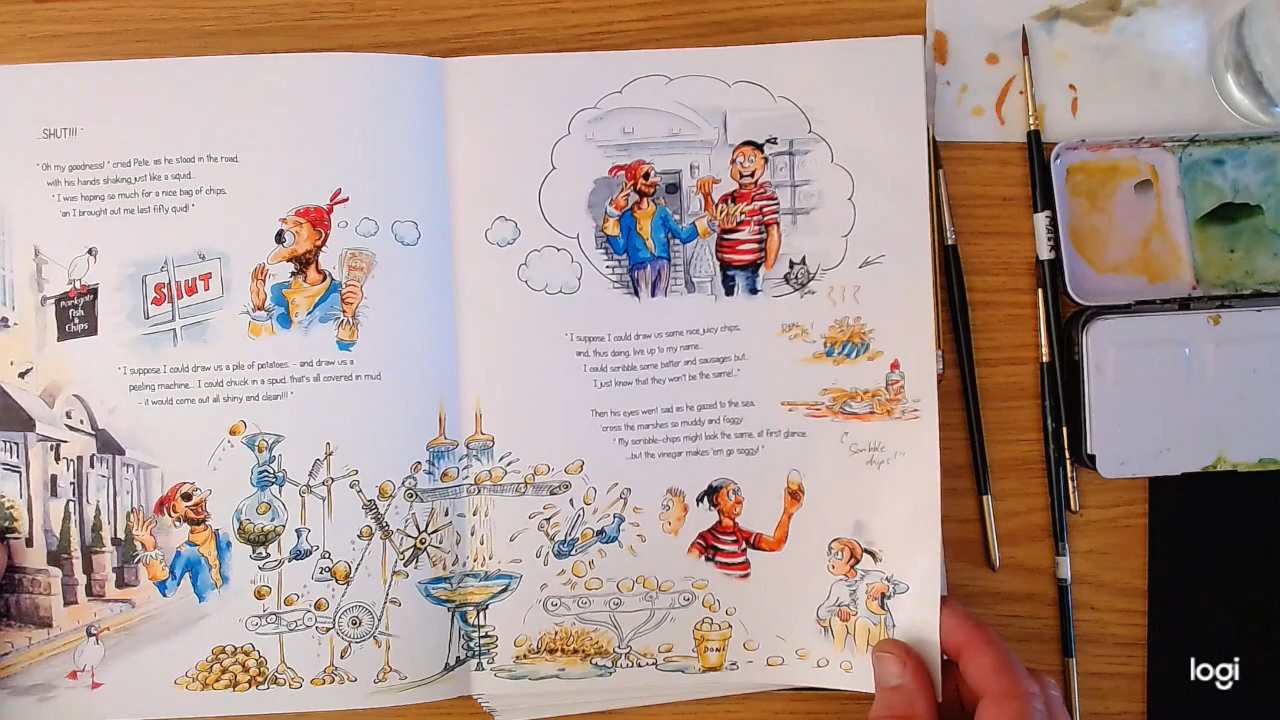 ...SHUT!!! "
" Oh my goodness! " cried Pete, as he stood in the road,
with his hands shaking just like a squid...
" I was hoping so much for a nice bag of chips,
'an I brought out me last fifty quid! "
SHUT
Parkgate
Fish
&
Chips
" I suppose I could draw us a pile of potatoes, – and draw us a
peeling machine... I could chuck in a spud, that's all covered in mud
– it would come out all shiny and clean!!! "
" I suppose I could draw us some nice, juicy chips,
and, thus doing, live up to my name...
I could scribble some batter and sausages but...
I just know that they won't be the same!..."
Then his eyes went sad as he gazed to the sea,
'cross the marshes so muddy and foggy
" My scribble-chips might look the same, at first glance,
...but the vinegar makes 'em go soggy! "
Scribble
chips!!
DONE
logi